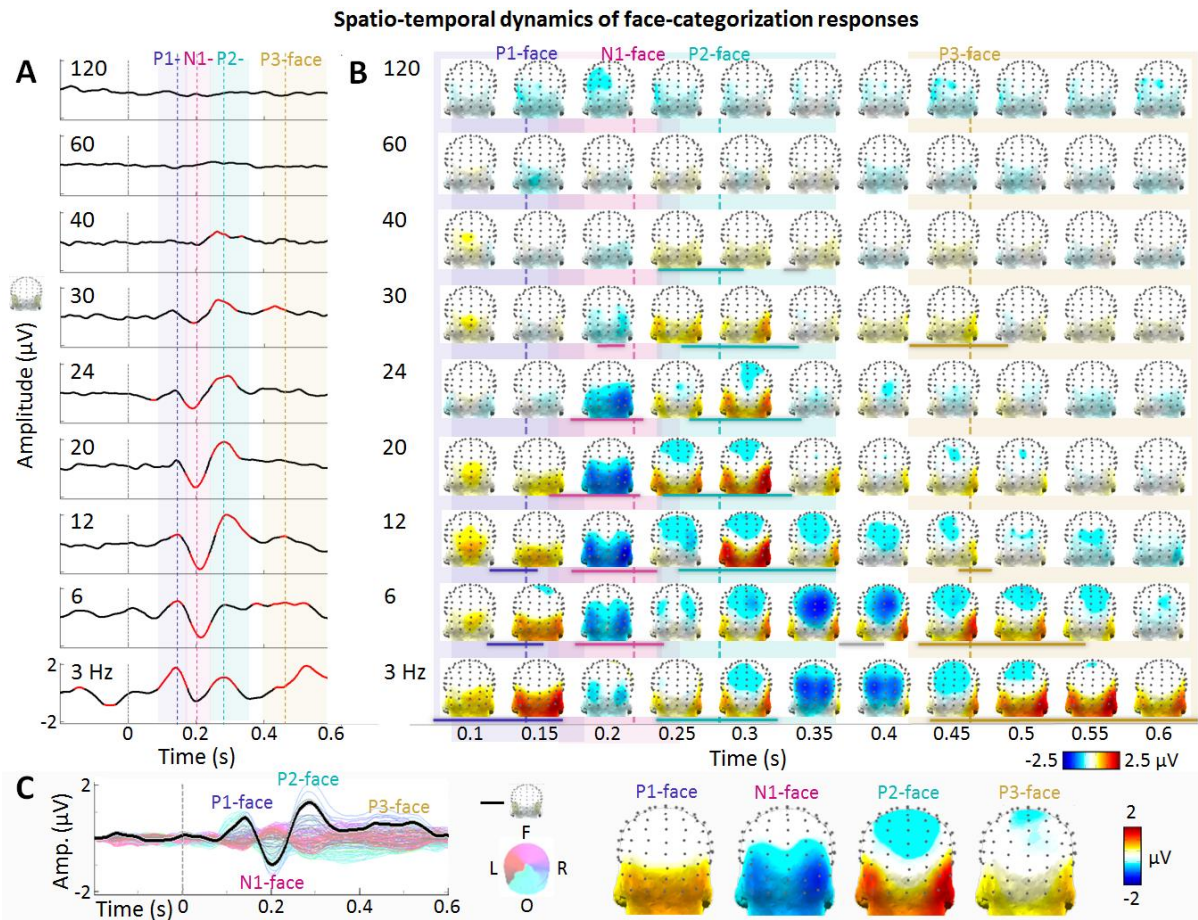 Spatio-temporal dynamics of face-categorization responses
A
P1-
N1-
P2-
P3-face
B
P1-face
N1-face
P2-face
P3-face
120
60
40
30
24
20
12
6
3 Hz
2
-2
Amplitude (µV)
0 0.2 0.4 0.6
Time (s)
120
60
40
30
24
20
12
6
3 Hz
0.1 0.15 0.2 0.25 0.3 0.35 0.4 0.45 0.5 0.55 0.6
Time (s)
-2.5 2.5 µV
C
P2-face
P1-face
P3-face
N1-face
Amp. (µV)
2
-2
Time (s) 0 0.2 0.4 0.6
F
L R
O
P1-face N1-face P2-face P3-face
2
µV
-2